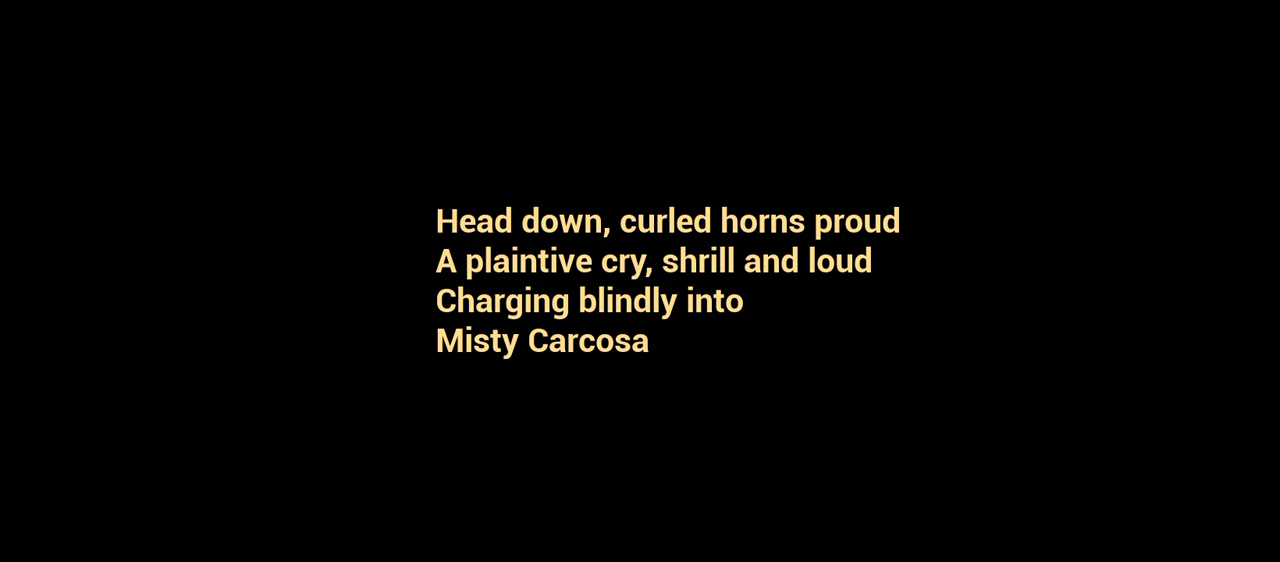 Head down, curled horns proud
A plaintive cry, shrill and loud
Charging blindly into
Misty Carcosa